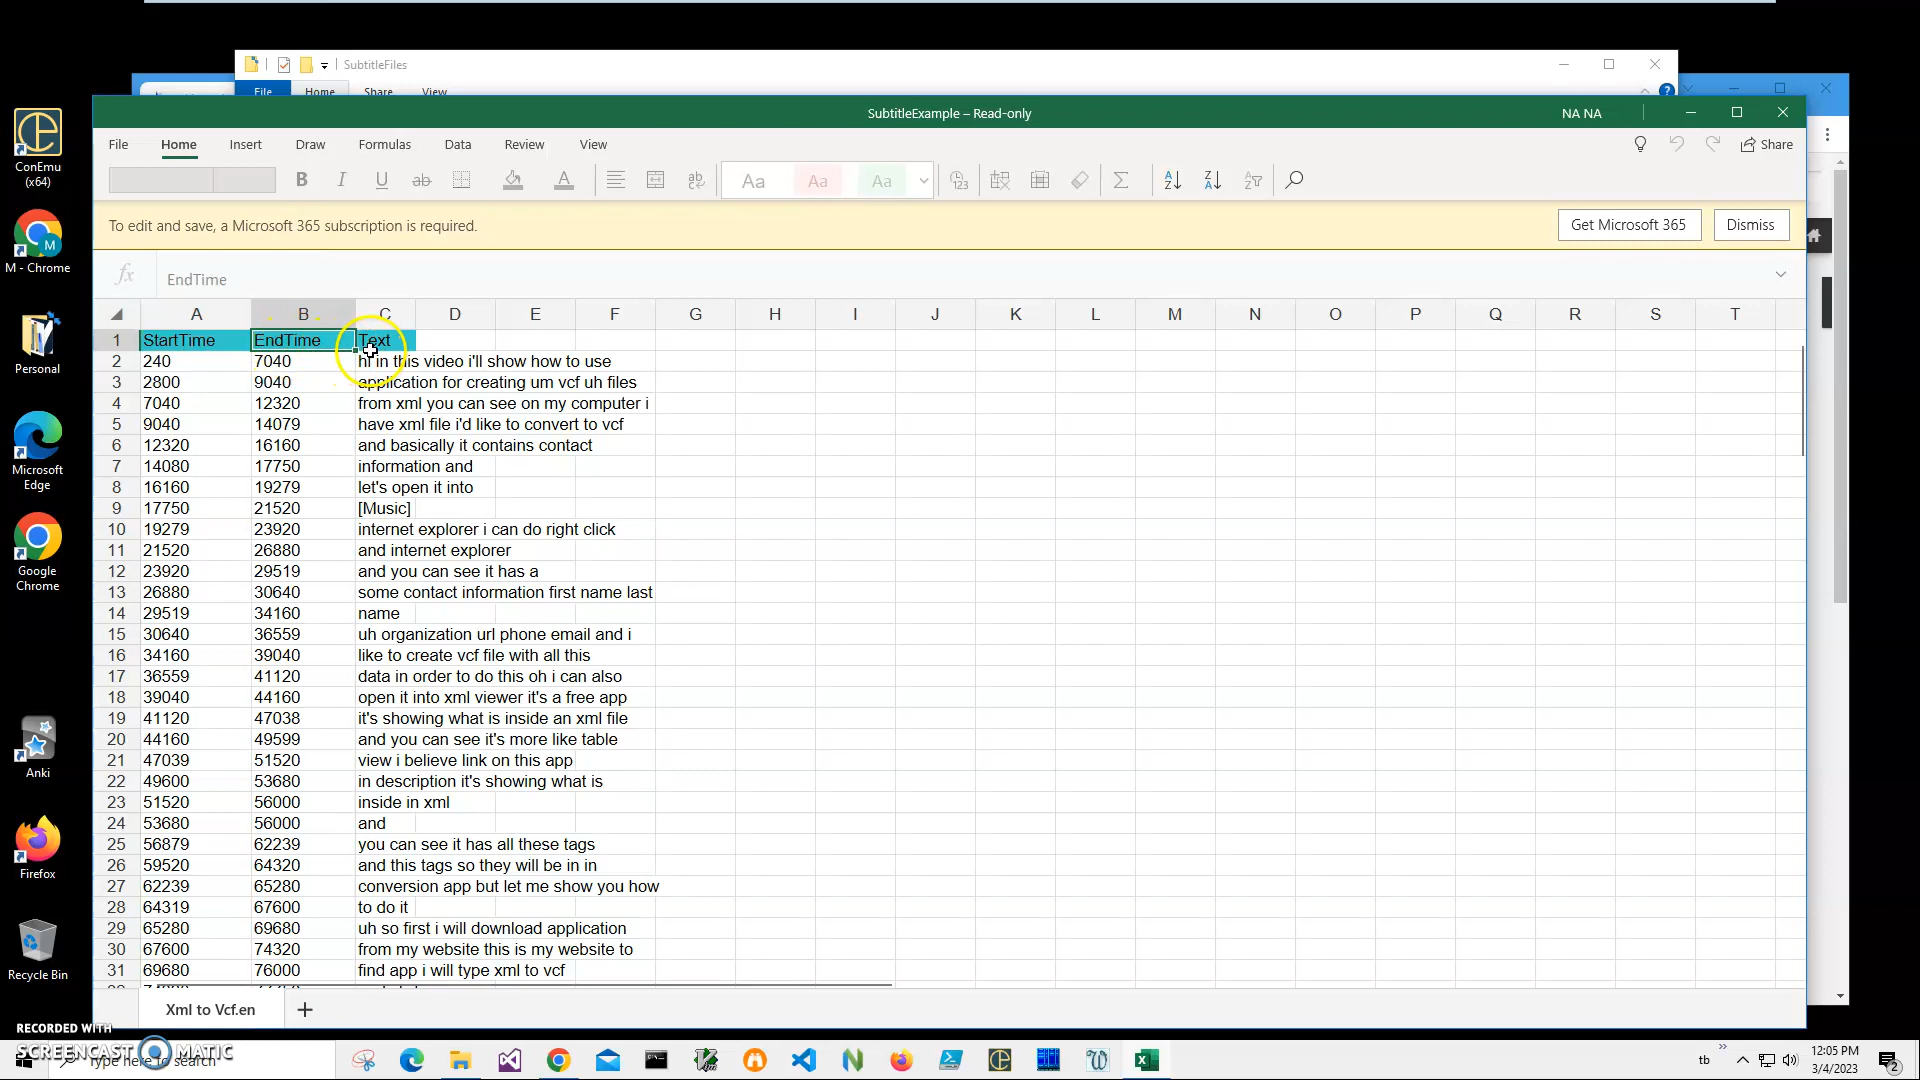 SubtitleFiles
File Home Share View
SubtitleExample – Read-only
NA NA
File Home Insert Draw Formulas Data Review View
Share
B I U ab
Aa Aa Aa
To edit and save, a Microsoft 365 subscription is required.
Get Microsoft 365
Dismiss
fx EndTime
A B C D E F G H I J K L M N O P Q R S T
1 StartTime EndTime Text
2 240 7040 hi in this video i'll show how to use
3 2800 9040 application for creating um vcf uh files
4 7040 12320 from xml you can see on my computer i
5 9040 14079 have xml file i'd like to convert to vcf
6 12320 16160 and basically it contains contact
7 14080 17750 information and
8 16160 19279 let's open it into
9 17750 21520 [Music]
10 19279 23920 internet explorer i can do right click
11 21520 26880 and internet explorer
12 23920 29519 and you can see it has a
13 26880 30640 some contact information first name last
14 29519 34160 name
15 30640 36559 uh organization url phone email and i
16 34160 39040 like to create vcf file with all this
17 36559 41120 data in order to do this oh i can also
18 39040 44160 open it into xml viewer it's a free app
19 41120 47038 it's showing what is inside an xml file
20 44160 49599 and you can see it's more like table
21 47039 51520 view i believe link on this app
22 49600 53680 in description it's showing what is
23 51520 56000 inside in xml
24 53680 56000 and
25 56879 62239 you can see it has all these tags
26 59520 64320 and this tags so they will be in in
27 62239 65280 conversion app but let me show you how
28 64319 67600 to do it
29 65280 69680 uh so first i will download application
30 67600 74320 from my website this is my website to
31 69680 76000 find app i will type xml to vcf
Xml to Vcf.en
ConEmu
(x64)
M - Chrome
Personal
Microsoft
Edge
Google
Chrome
Anki
Firefox
Recycle Bin
RECORDED WITH
SCREENCAST MATIC
Type here to search
tb
12:05 PM
3/4/2023
2